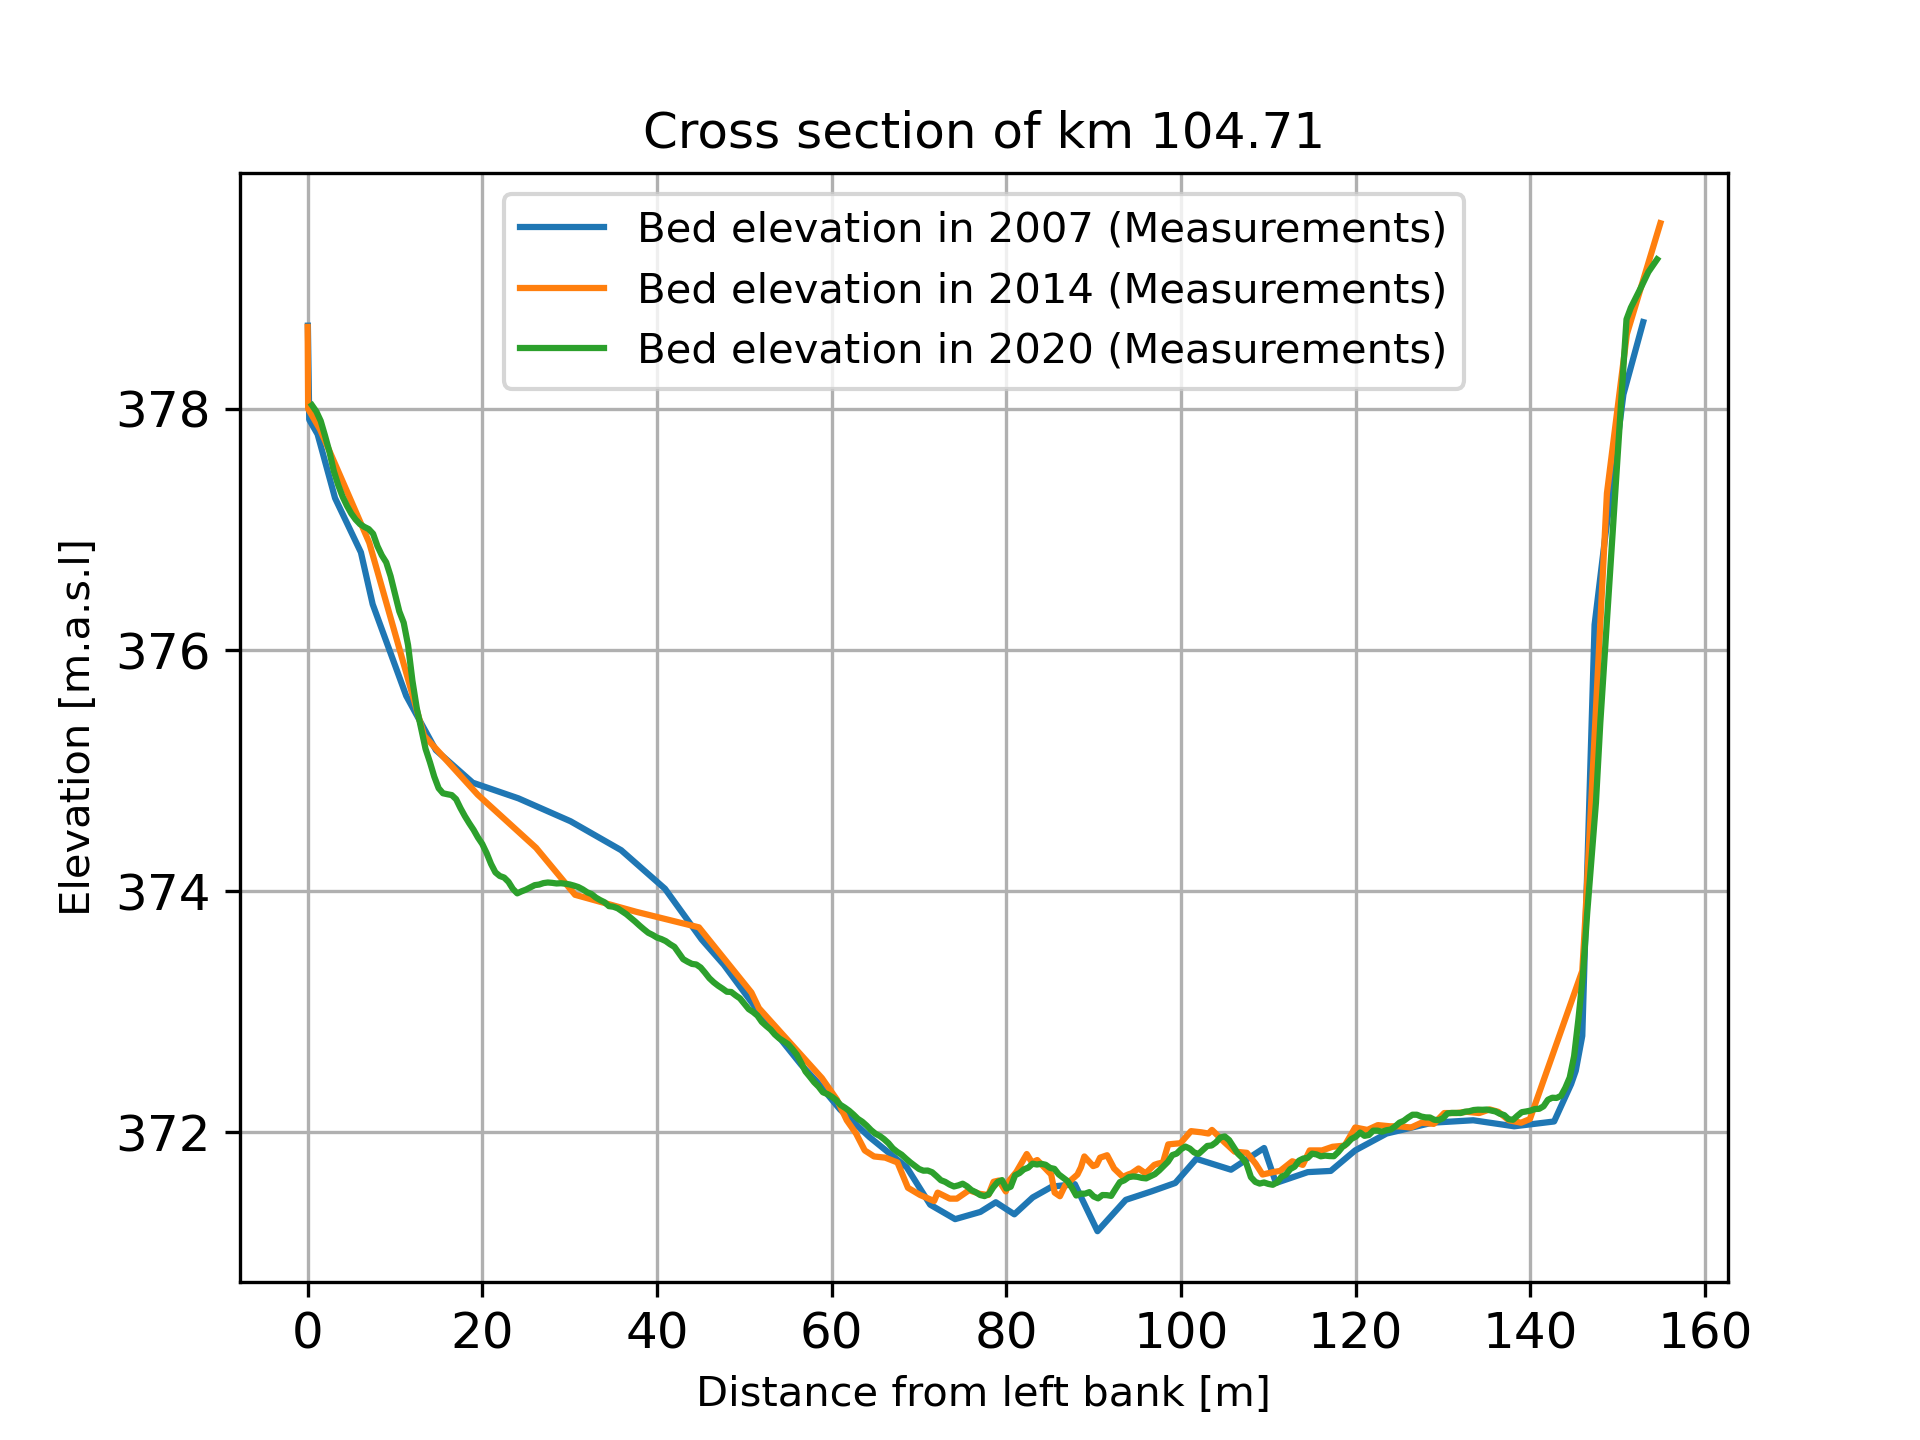 Cross section of km 104.71
Bed elevation in 2007 (Measurements)
Bed elevation in 2014 (Measurements)
Bed elevation in 2020 (Measurements)
378
376
374
372
Elevation [m.a.s.l]
0 20 40 60 80 100 120 140 160
Distance from left bank [m]